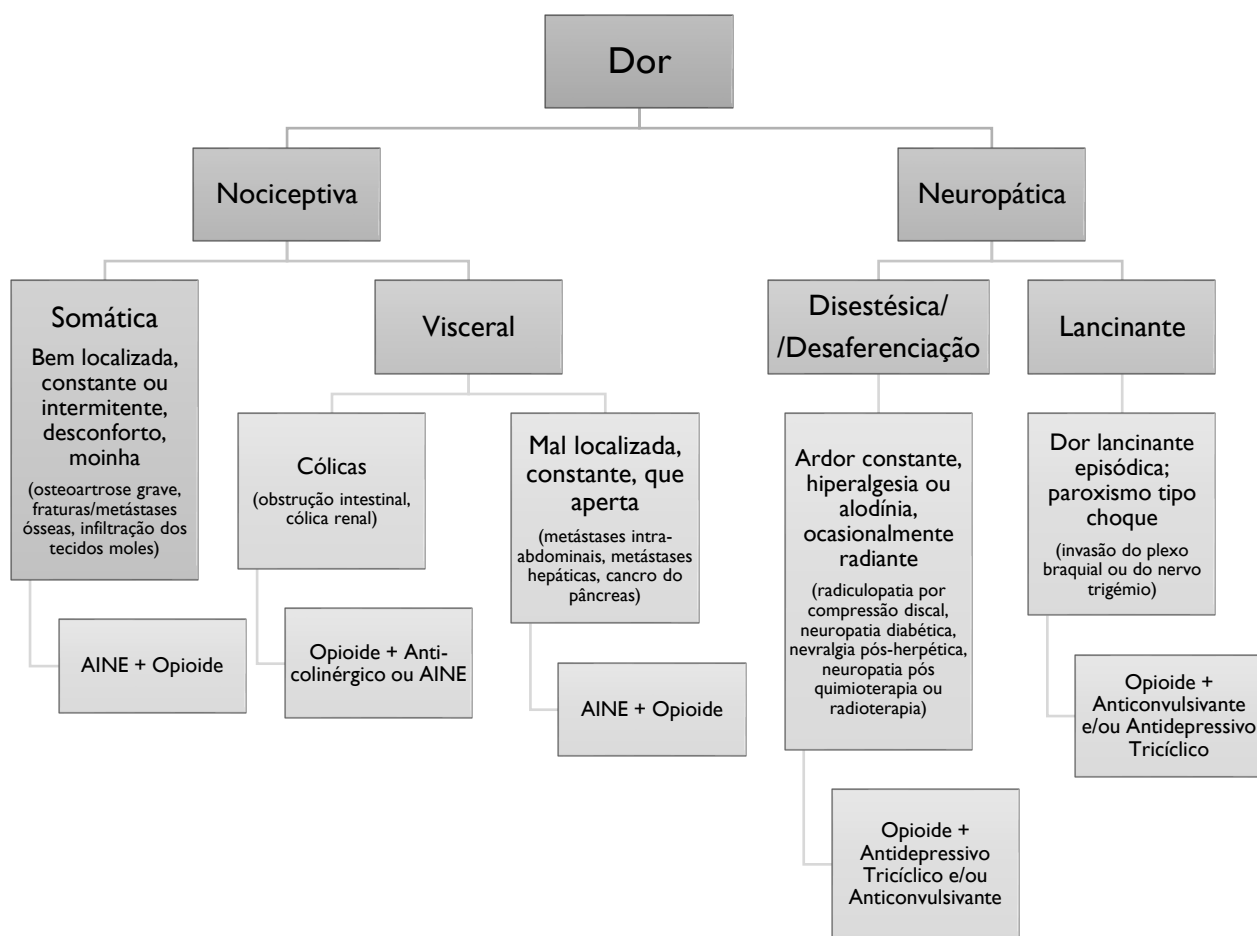 Dor
Nociceptiva
Neuropática
Somática
Bem localizada,
constante ou
intermitente,
desconforto,
moinha
(osteoartrose grave,
fraturas/metástases
ósseas, infiltração dos
tecidos moles)
AINE + Opioide
Visceral
Cólicas
(obstrução intestinal,
cólica renal)
Opioide + Anti-
colinérgico ou AINE
Mal localizada,
constante, que
aperta
(metástases intra-
abdominais, metástases
hepáticas, cancro do
pâncreas)
AINE + Opioide
Disestésica/
/Desaferenciação
Ardor constante,
hiperalgesia ou
alodínia,
ocasionalmente
radiante
(radiculopatia por
compressão discal,
neuropatia diabética,
nevralgia pós-herpética,
neuropatia pós
quimioterapia ou
radioterapia)
Opioide +
Antidepressivo
Tricíclico e/ou
Anticonvulsivante
Lancinante
Dor lancinante
episódica;
paroxismo tipo
choque
(invasão do plexo
braquial ou do nervo
trigémio)
Opioide +
Anticonvulsivante
e/ou Antidepressivo
Tricíclico